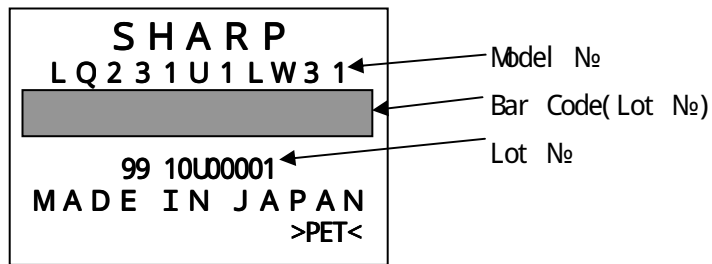 SHARP
LQ231U1LW31
Model №
Bar Code(Lot №)
99 10U00001
Lot №
MADE IN JAPAN
>PET<